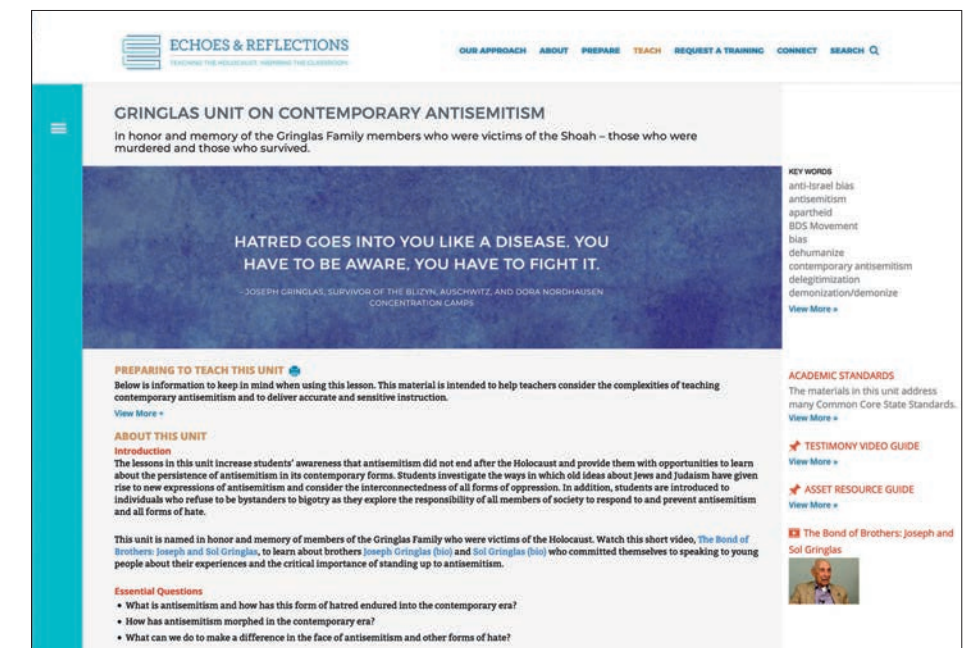 ECHOES & REFLECTIONS
TEACHING THE HOLOCAUST. INSPIRING THE CLASSROOM.
OUR APPROACH ABOUT PREPARE TEACH REQUEST A TRAINING CONNECT SEARCH
GRINGLAS UNIT ON CONTEMPORARY ANTISEMITISM
In honor and memory of the Gringlas Family members who were victims of the Shoah – those who were
murdered and those who survived.
HATRED GOES INTO YOU LIKE A DISEASE. YOU
HAVE TO BE AWARE, YOU HAVE TO FIGHT IT.
–JOSEPH GRINGLAS, SURVIVOR OF THE BLIZYN, AUSCHWITZ, AND DORA NORDHAUSEN
CONCENTRATION CAMPS
PREPARING TO TEACH THIS UNIT
Below is information to keep in mind when using this lesson. This material is intended to help teachers consider the complexities of teaching
contemporary antisemitism and to deliver accurate and sensitive instruction.
View More +
ABOUT THIS UNIT
Introduction
The lessons in this unit increase students' awareness that antisemitism did not end after the Holocaust and provide them with opportunities to learn
about the persistence of antisemitism in its contemporary forms. Students investigate the ways in which old ideas about Jews and Judaism have given
rise to new expressions of antisemitism and consider the interconnectedness of all forms of oppression. In addition, students are introduced to
individuals who refuse to be bystanders to bigotry as they explore the responsibility of all members of society to respond to and prevent antisemitism
and all forms of hate.
This unit is named in honor and memory of members of the Gringlas Family who were victims of the Holocaust. Watch this short video, The Bond of
Brothers: Joseph and Sol Gringlas, to learn about brothers Joseph Gringlas (bio) and Sol Gringlas (bio) who committed themselves to speaking to young
people about their experiences and the critical importance of standing up to antisemitism.
Essential Questions
• What is antisemitism and how has this form of hatred endured into the contemporary era?
• How has antisemitism morphed in the contemporary era?
• What can we do to make a difference in the face of antisemitism and other forms of hate?
KEY WORDS
anti-Israel bias
antisemitism
apartheid
BDS Movement
bias
dehumanize
contemporary antisemitism
delegitimization
demonization/demonize
View More »
ACADEMIC STANDARDS
The materials in this unit address
many Common Core State Standards.
View More »
TESTIMONY VIDEO GUIDE
View More »
ASSET RESOURCE GUIDE
View More »
The Bond of Brothers: Joseph and
Sol Gringlas